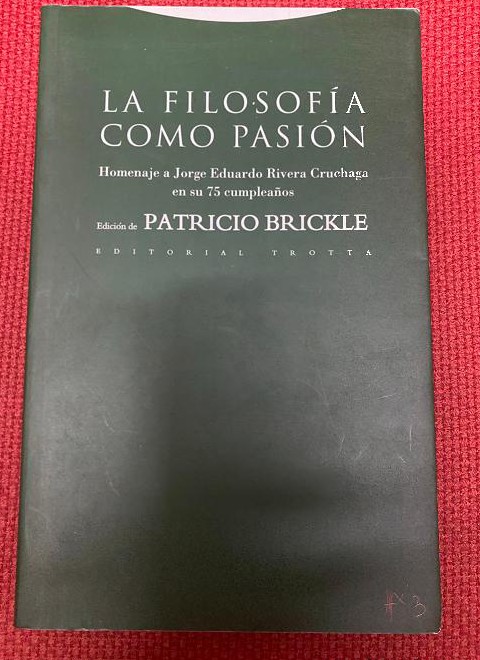 LA FILOSOFÍA
COMO PASIÓN
Homenaje a Jorge Eduardo Rivera Cruchaga
en su 75 cumpleaños
Edición de PATRICIO BRICKLE
EDITORIAL TROTTA
3